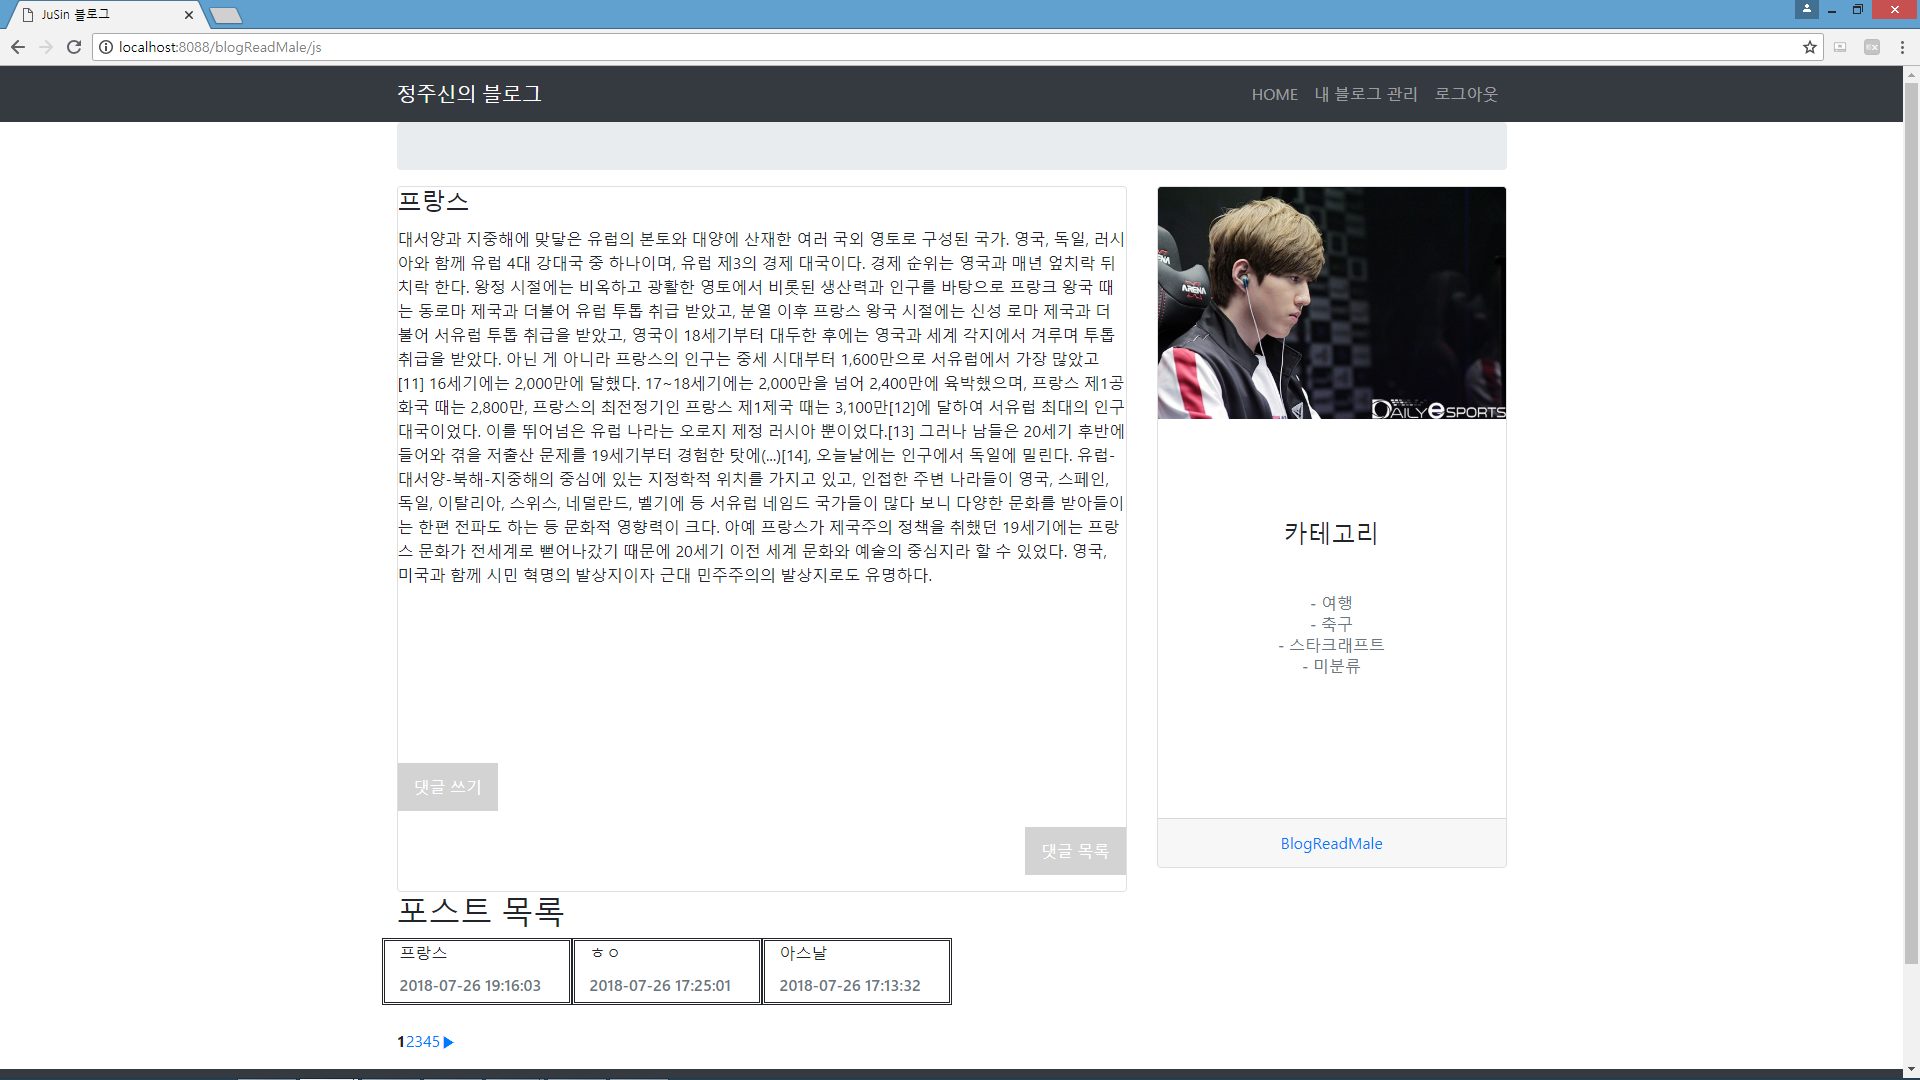 JuSin 블로그
localhost:8088/blogReadMale/js
정주신의 블로그
HOME 내 블로그 관리 로그아웃
프랑스
대서양과 지중해에 맞닿은 유럽의 본토와 대양에 산재한 여러 국외 영토로 구성된 국가. 영국, 독일, 러시
아와 함께 유럽 4대 강대국 중 하나이며, 유럽 제3의 경제 대국이다. 경제 순위는 영국과 매년 엎치락 뒤
치락 한다. 왕정 시절에는 비옥하고 광활한 영토에서 비롯된 생산력과 인구를 바탕으로 프랑크 왕국 때
는 동로마 제국과 더불어 유럽 투톱 취급 받았고, 분열 이후 프랑스 왕국 시절에는 신성 로마 제국과 더
불어 서유럽 투톱 취급을 받았고, 영국이 18세기부터 대두한 후에는 영국과 세계 각지에서 겨루며 투톱
취급을 받았다. 아닌 게 아니라 프랑스의 인구는 중세 시대부터 1,600만으로 서유럽에서 가장 많았고
[11] 16세기에는 2,000만에 달했다. 17~18세기에는 2,000만을 넘어 2,400만에 육박했으며, 프랑스 제1공
화국 때는 2,800만, 프랑스의 최전정기인 프랑스 제1제국 때는 3,100만[12]에 달하여 서유럽 최대의 인구
대국이었다. 이를 뛰어넘은 유럽 나라는 오로지 제정 러시아 뿐이었다.[13] 그러나 남들은 20세기 후반에
들어와 겪을 저출산 문제를 19세기부터 경험한 탓에(...)[14], 오늘날에는 인구에서 독일에 밀린다. 유럽-
대서양-북해-지중해의 중심에 있는 지정학적 위치를 가지고 있고, 인접한 주변 나라들이 영국, 스페인,
독일, 이탈리아, 스위스, 네덜란드, 벨기에 등 서유럽 네임드 국가들이 많다 보니 다양한 문화를 받아들이
는 한편 전파도 하는 등 문화적 영향력이 크다. 아예 프랑스가 제국주의 정책을 취했던 19세기에는 프랑
스 문화가 전세계로 뻗어나갔기 때문에 20세기 이전 세계 문화와 예술의 중심지라 할 수 있었다. 영국,
미국과 함께 시민 혁명의 발상지이자 근대 민주주의의 발상지로도 유명하다.
댓글 쓰기
댓글 목록
ARENA
DAILY ESPORTS
카테고리
- 여행
- 축구
- 스타크래프트
- 미분류
BlogReadMale
포스트 목록
프랑스
2018-07-26 19:16:03
ㅎㅇ
2018-07-26 17:25:01
아스날
2018-07-26 17:13:32
12345▶